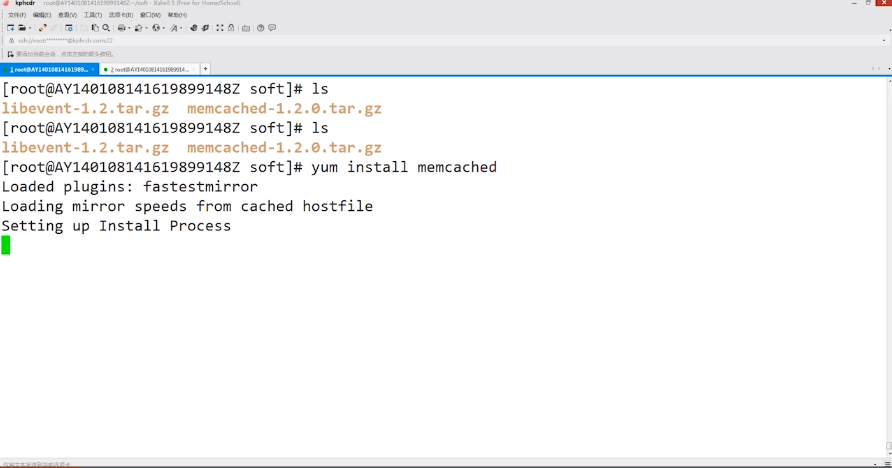 kphcdr root@AY140108141619899148Z:~/soft - Xshell 5 (Free for Home/School)
文件(F) 编辑(E) 查看(V) 工具(T) 选项卡(B) 窗口(W) 帮助(H)
ssh://root:*********@kphcdr.com:22
要添加当前会话,点击左侧的箭头按钮。
1 root@AY140108141619899... × 2 root@AY14010814161989914... +
[root@AY140108141619899148Z soft]# ls
libevent-1.2.tar.gz memcached-1.2.0.tar.gz
[root@AY140108141619899148Z soft]# ls
libevent-1.2.tar.gz memcached-1.2.0.tar.gz
[root@AY140108141619899148Z soft]# yum install memcached
Loaded plugins: fastestmirror
Loading mirror speeds from cached hostfile
Setting up Install Process